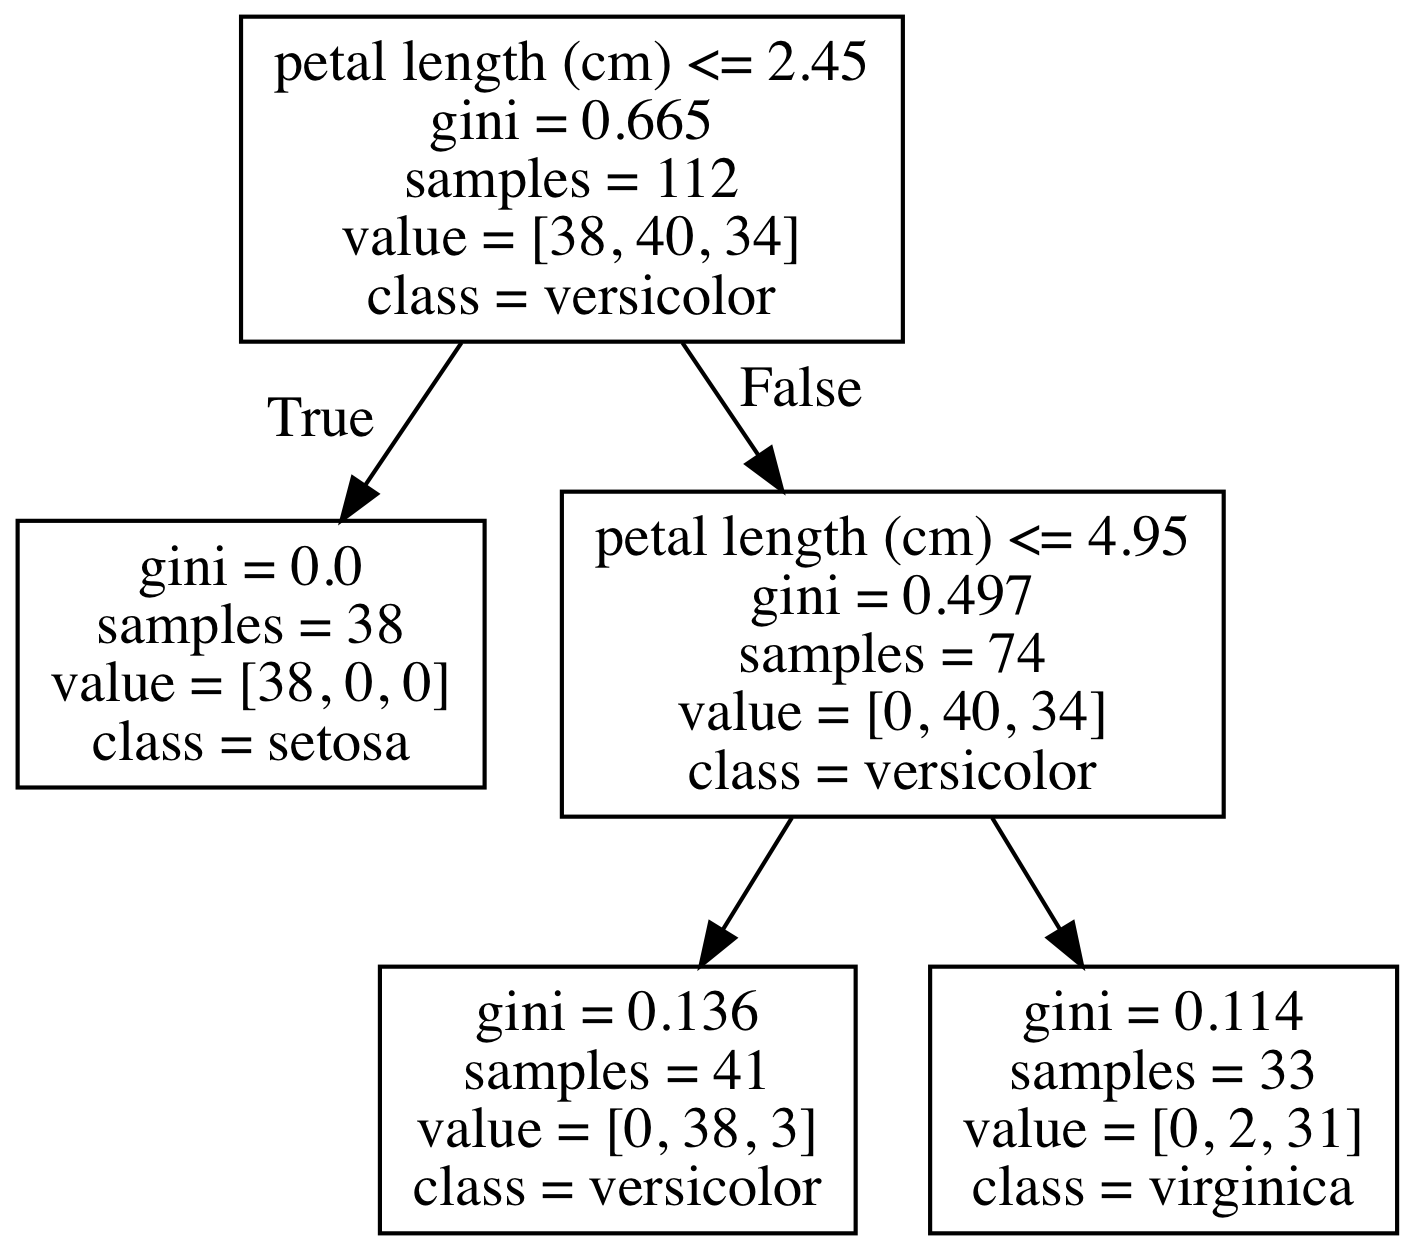 petal length (cm) <= 2.45
gini = 0.665
samples = 112
value = [38, 40, 34]
class = versicolor
True
False
gini = 0.0
samples = 38
value = [38, 0, 0]
class = setosa
petal length (cm) <= 4.95
gini = 0.497
samples = 74
value = [0, 40, 34]
class = versicolor
gini = 0.136
samples = 41
value = [0, 38, 3]
class = versicolor
gini = 0.114
samples = 33
value = [0, 2, 31]
class = virginica